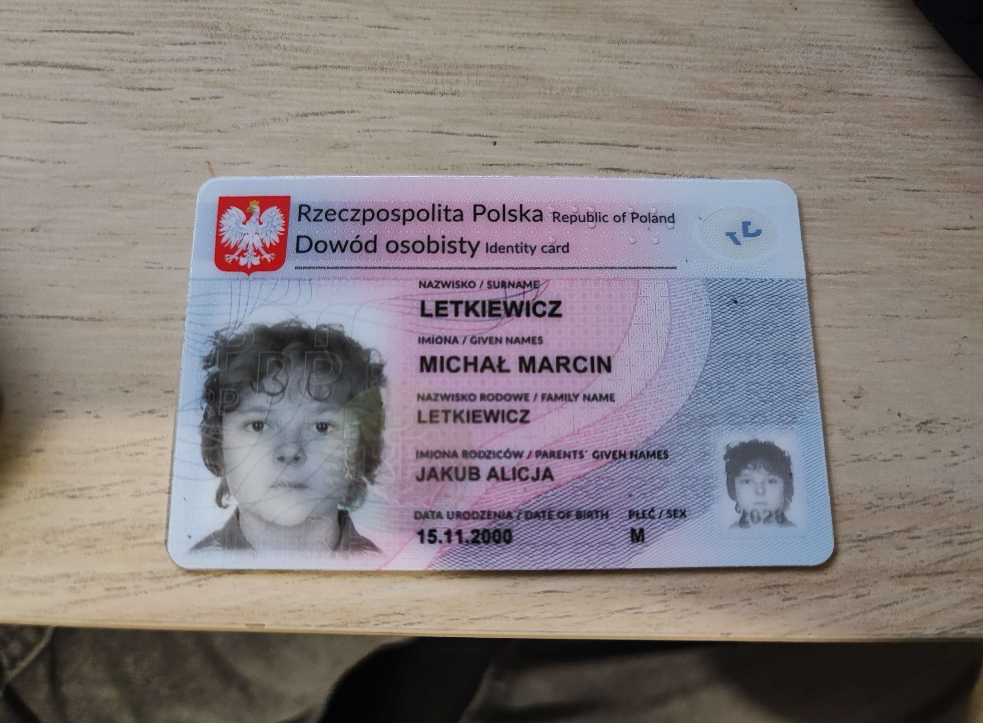 Rzeczpospolita Polska Republic of Poland
Dowód osobisty Identity card
NAZWISKO / SURNAME
LETKIEWICZ
IMIONA / GIVEN NAMES
MICHAŁ MARCIN
NAZWISKO RODOWE / FAMILY NAME
LETKIEWICZ
IMIONA RODZICÓW / PARENTS' GIVEN NAMES
JAKUB ALICJA
DATA URODZENIA / DATE OF BIRTH PŁEĆ / SEX
15.11.2000 M
2028